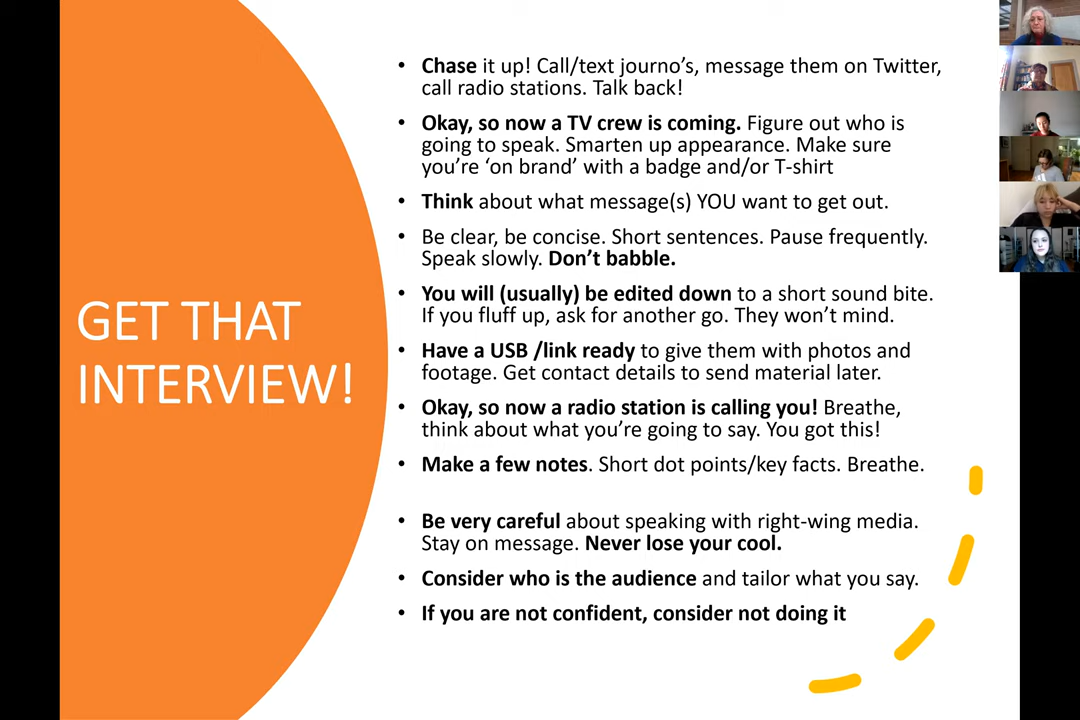 GET THAT
INTERVIEW!
• Chase it up! Call/text journo's, message them on Twitter,
call radio stations. Talk back!
• Okay, so now a TV crew is coming. Figure out who is
going to speak. Smarten up appearance. Make sure
you're 'on brand' with a badge and/or T-shirt
• Think about what message(s) YOU want to get out.
• Be clear, be concise. Short sentences. Pause frequently.
Speak slowly. Don't babble.
• You will (usually) be edited down to a short sound bite.
If you fluff up, ask for another go. They won't mind.
• Have a USB /link ready to give them with photos and
footage. Get contact details to send material later.
• Okay, so now a radio station is calling you! Breathe,
think about what you're going to say. You got this!
• Make a few notes. Short dot points/key facts. Breathe.
• Be very careful about speaking with right-wing media.
Stay on message. Never lose your cool.
• Consider who is the audience and tailor what you say.
• If you are not confident, consider not doing it